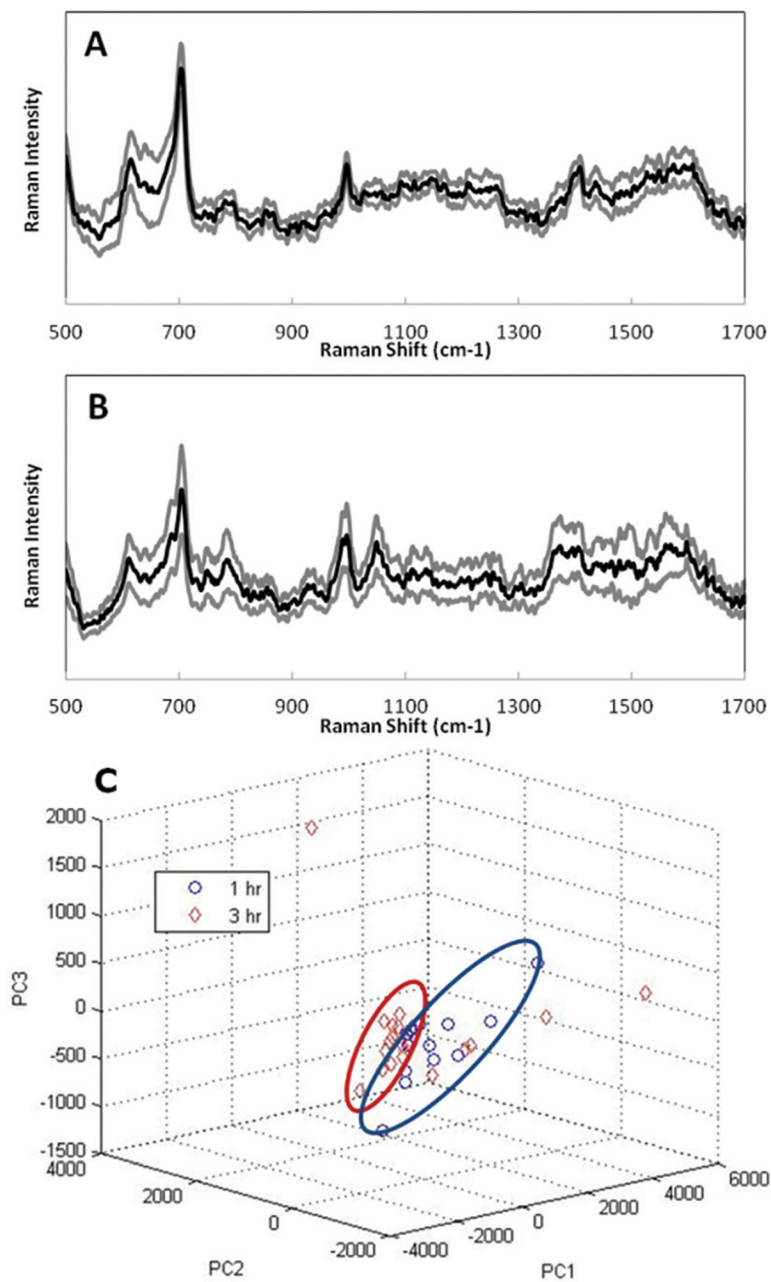 A
Raman Intensity
500 700 900 1100 1300 1500 1700
Raman Shift (cm-1)
B
Raman Intensity
500 700 900 1100 1300 1500 1700
Raman Shift (cm-1)
C
2000
1500
1000
500
0
-500
-1000
-1500
PC3
1 hr
3 hr
4000
2000
0
-2000
PC2
-4000
-2000
0
2000
4000
6000
PC1